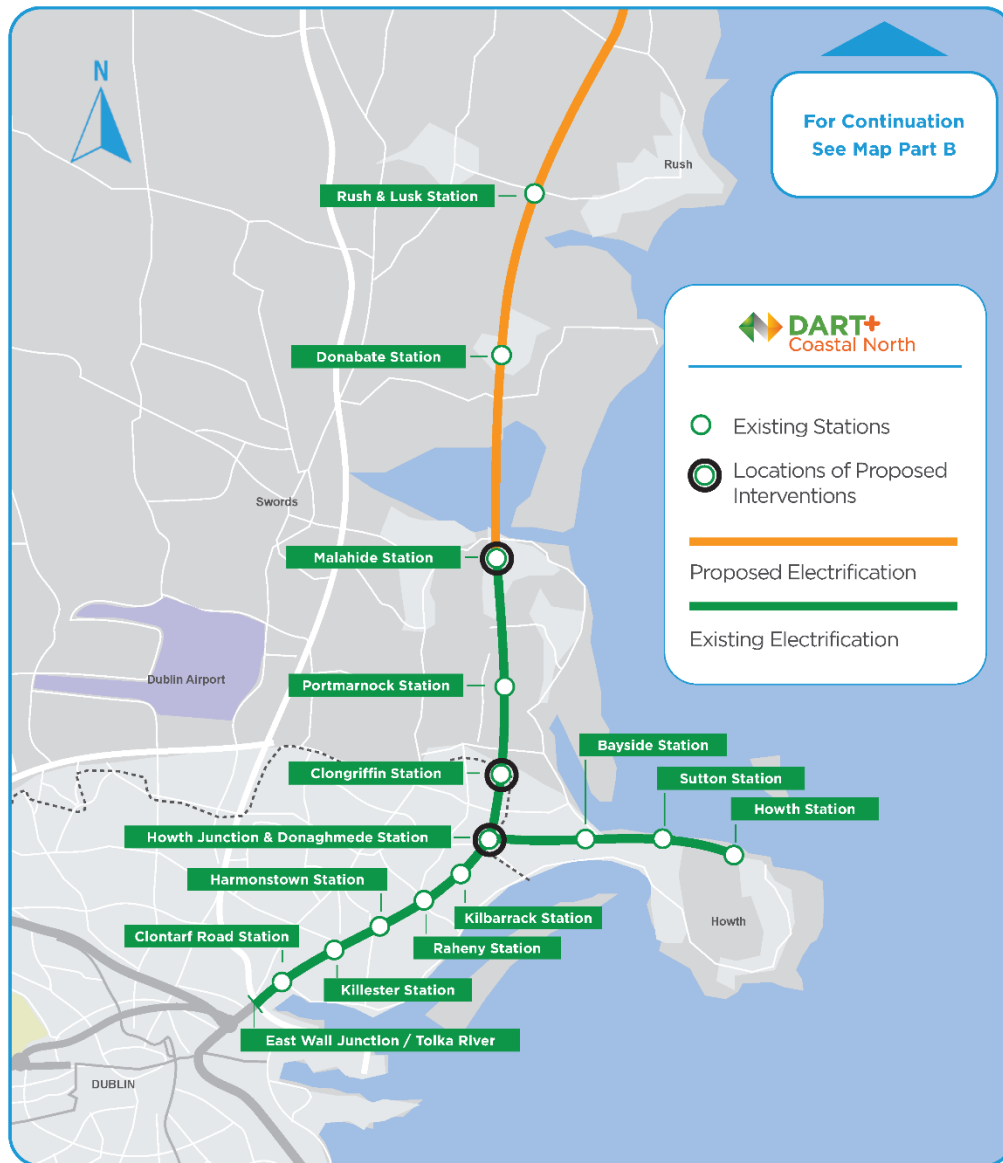 N
For Continuation
See Map Part B
Rush
Rush & Lusk Station
DART+
Coastal North
Donabate Station
Existing Stations
Locations of Proposed
Interventions
Swords
Malahide Station
Proposed Electrification
Existing Electrification
Dublin Airport
Portmarnock Station
Bayside Station
Clongriffin Station
Sutton Station
Howth Station
Howth Junction & Donaghmede Station
Harmonstown Station
Kilbarrack Station
Howth
Clontarf Road Station
Raheny Station
Killester Station
East Wall Junction / Tolka River
DUBLIN